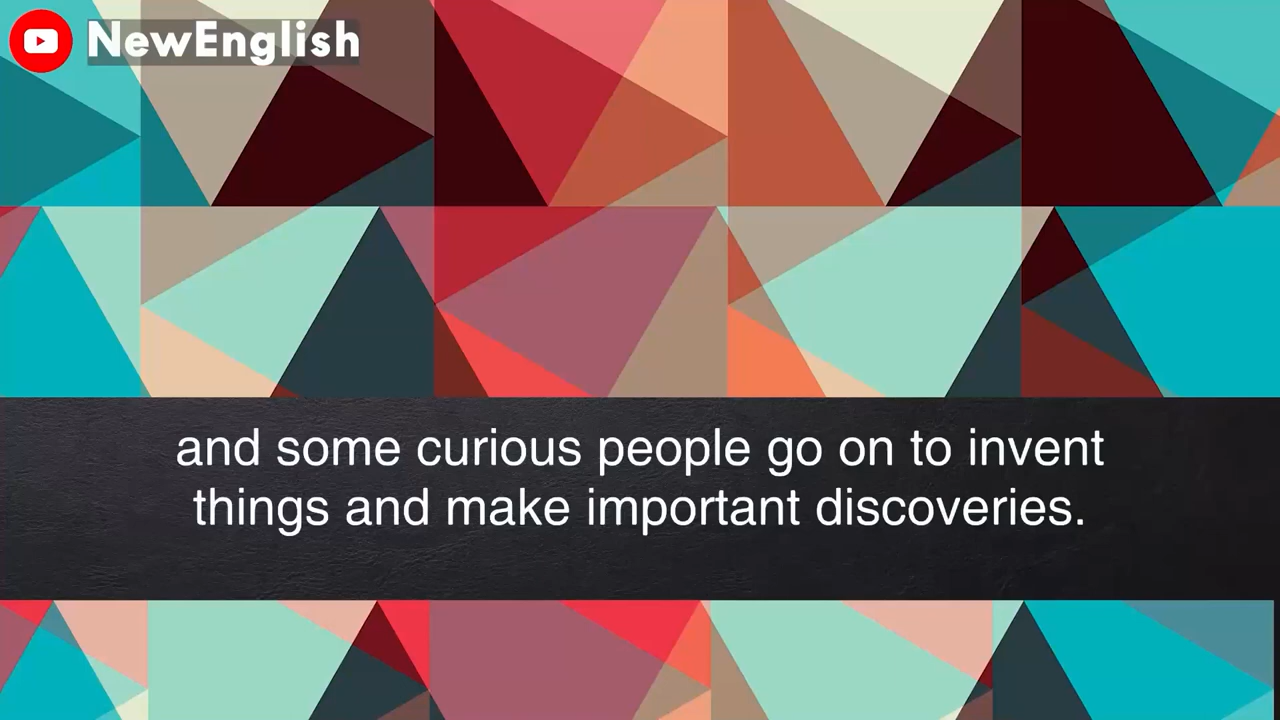 NewEnglish
and some curious people go on to invent
things and make important discoveries.